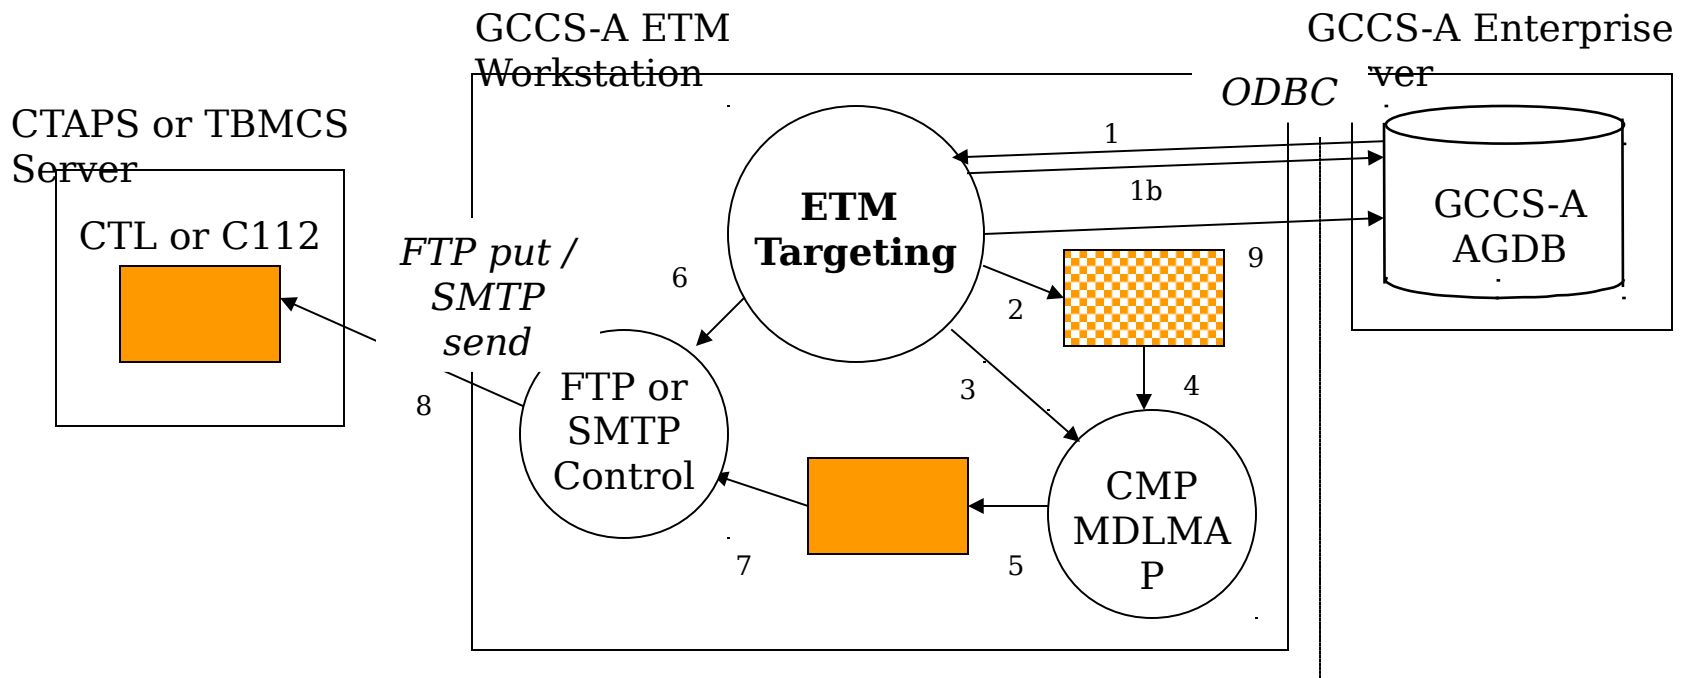 GCCS-A ETM
Workstation
GCCS-A Enterprise
ver
ODBC
CTAPS or TBMCS
Server
CTL or C112
FTP put /
SMTP
send
ETM
Targeting
1
1b
GCCS-A
AGDB
9
6
2
3
4
8
FTP or
SMTP
Control
CMP
MDLMA
P
7
5